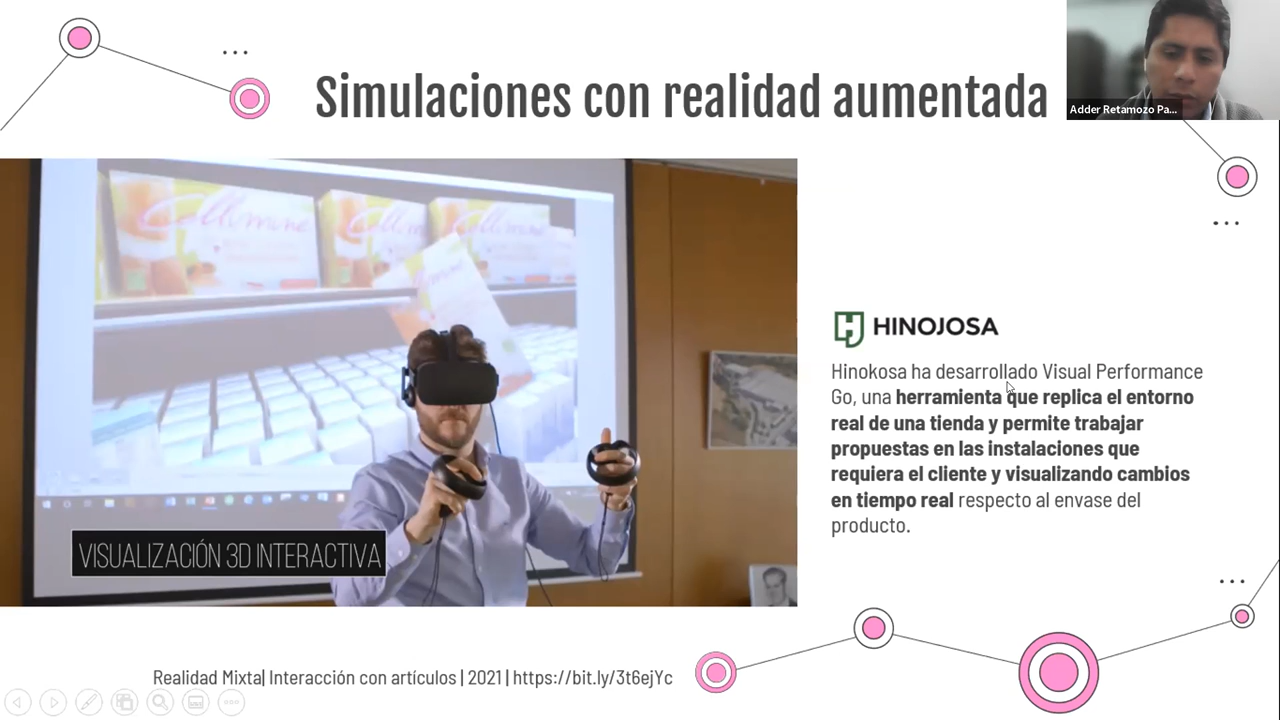 Simulaciones con realidad aumentada
Adder Retamozo Pa...
Collmine
Collmine
Collmine
VISUALIZACIÓN 3D INTERACTIVA
HINOJOSA
Hinokosa ha desarrollado Visual Performance
Go, una herramienta que replica el entorno
real de una tienda y permite trabajar
propuestas en las instalaciones que
requiera el cliente y visualizando cambios
en tiempo real respecto al envase del
producto.
Realidad Mixta| Interacción con artículos | 2021 | https://bit.ly/3t6ejYc